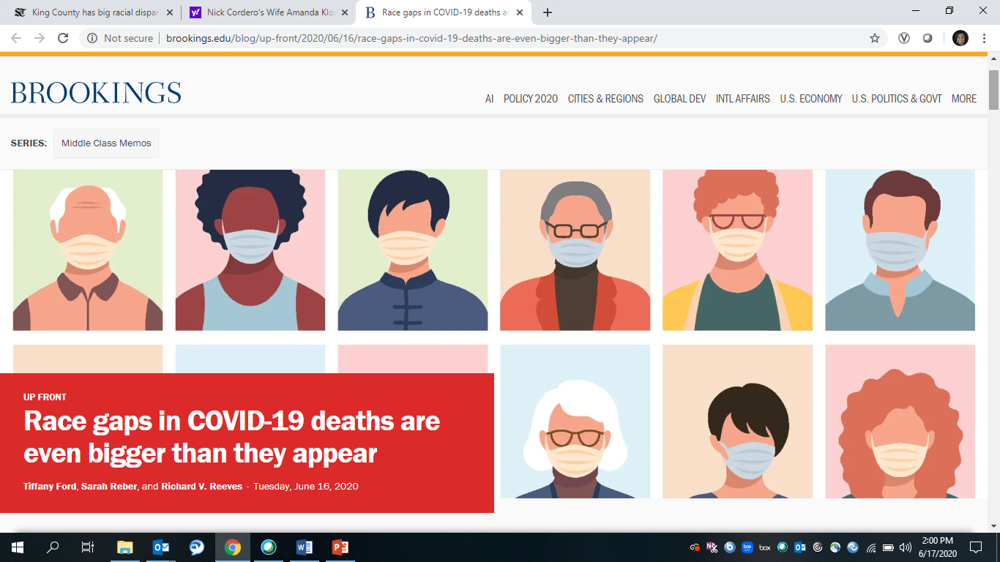 King County has big racial dispar
Nick Cordero's Wife Amanda Klo
Race gaps in COVID-19 deaths a
Not secure | brookings.edu/blog/up-front/2020/06/16/race-gaps-in-covid-19-deaths-are-even-bigger-than-they-appear/
BROOKINGS
AI POLICY 2020 CITIES & REGIONS GLOBAL DEV INTL AFFAIRS U.S. ECONOMY U.S. POLITICS & GOVT MORE
SERIES: Middle Class Memos
UP FRONT
Race gaps in COVID-19 deaths are
even bigger than they appear
Tiffany Ford, Sarah Reber, and Richard V. Reeves - Tuesday, June 16, 2020
box
2:00 PM
6/17/2020